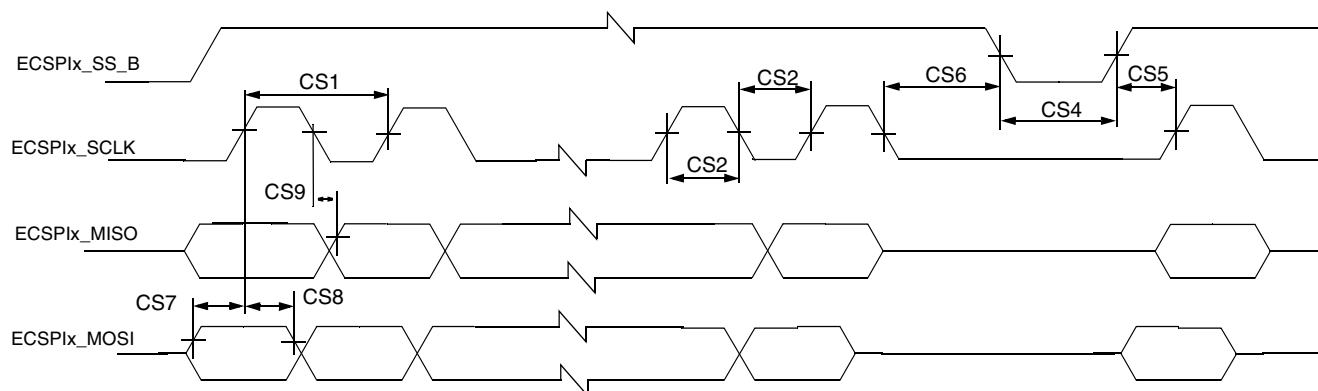 ECSPIx_SS_B
CS1
CS2
CS6
CS5
CS4
ECSPIx_SCLK
CS2
CS9
ECSPIx_MISO
CS7
CS8
ECSPIx_MOSI